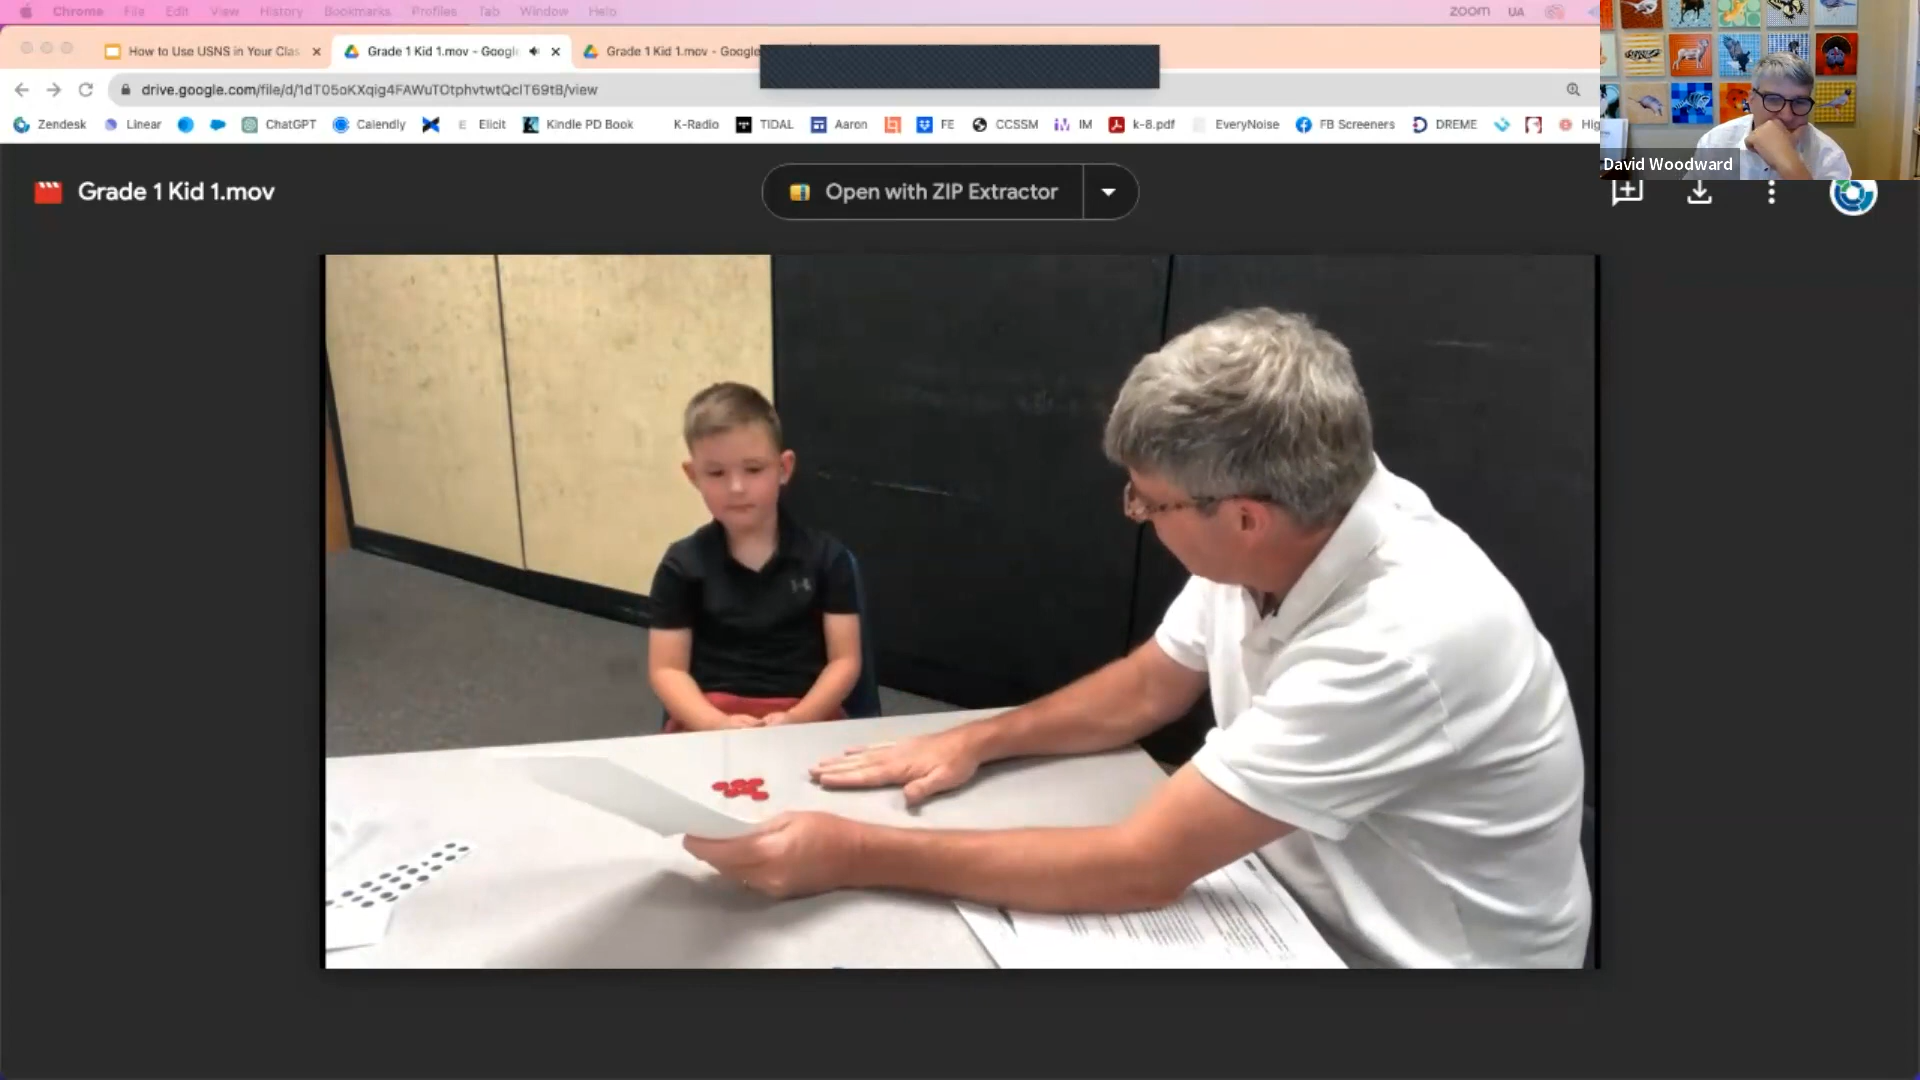 Chrome File Edit View History Bookmarks Profiles Tab Window Help zoom UA
How to Use USNS in Your Clas
Grade 1 Kid 1.mov - Googl
Grade 1 Kid 1.mov - Google
drive.google.com/file/d/1dT05oKXqig4FAWuTOtphvtwtQclT69t8/view
Zendesk Linear ChatGPT Calendly Elicit Kindle PD Book K-Radio TIDAL Aaron FE CCSSM IM k-8.pdf EveryNoise FB Screeners DREME Hig
David Woodward
Grade 1 Kid 1.mov
Open with ZIP Extractor